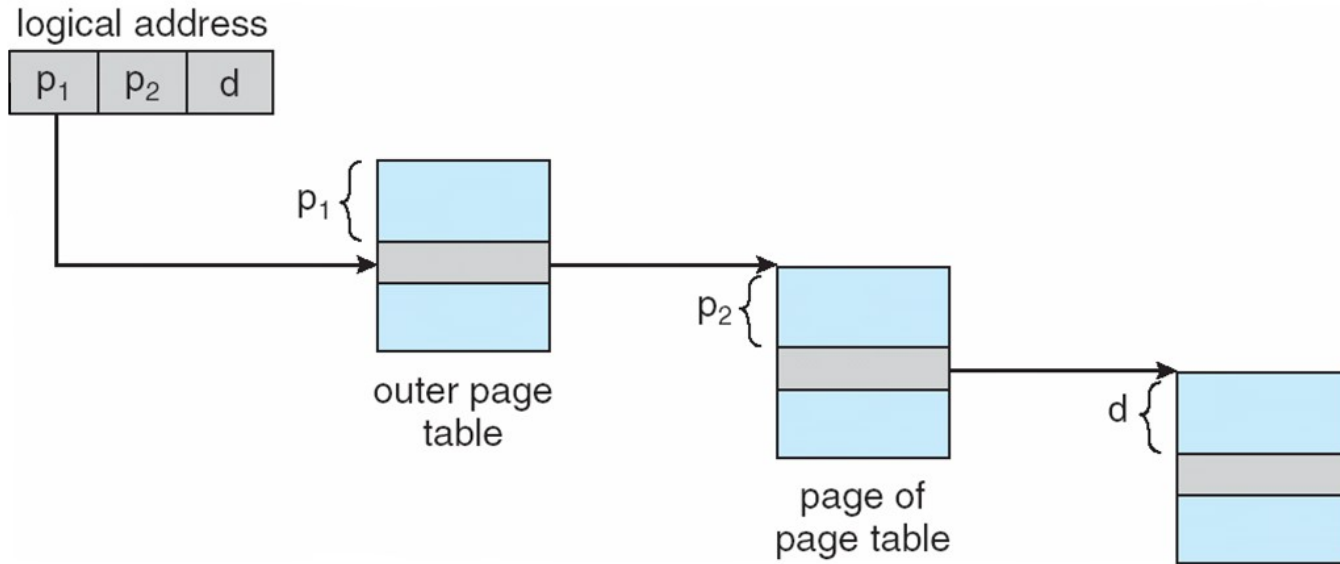 logical address
p₁ p₂ d
p₁
outer page
table
p₂
page of
page table
d